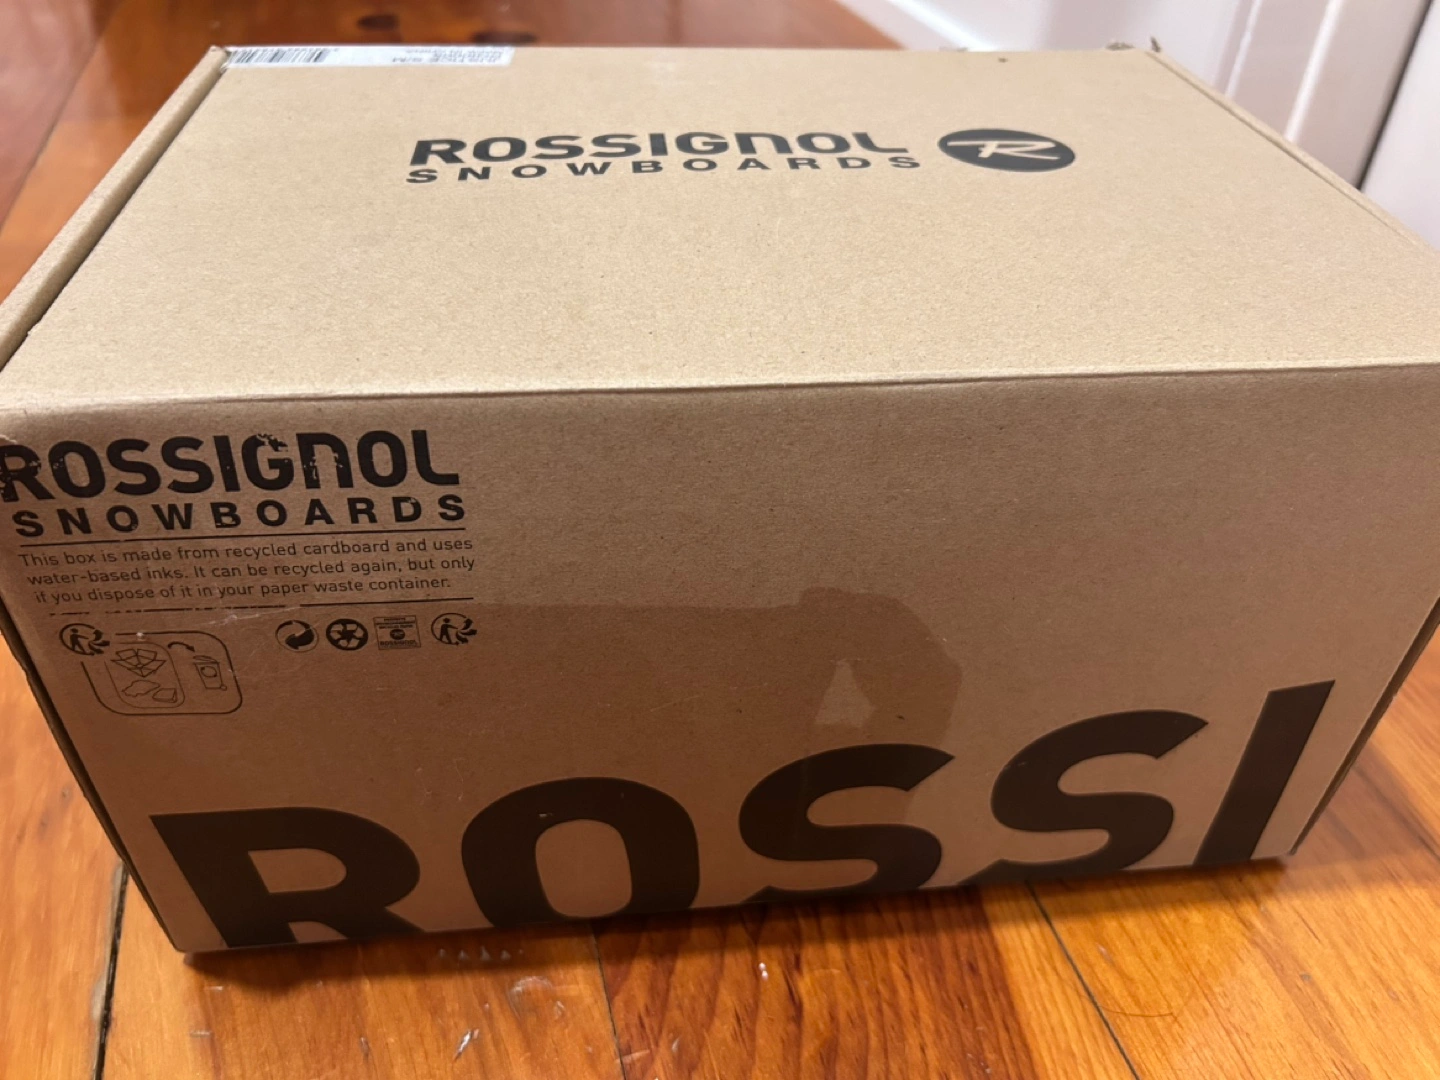 ROSSIGNOL
SNOWBOARDS
R
ROSSIGNOL
SNOWBOARDS
This box is made from recycled cardboard and uses
water-based inks. It can be recycled again, but only
if you dispose of it in your paper waste container.
ROSSIGNOL
ROSSI